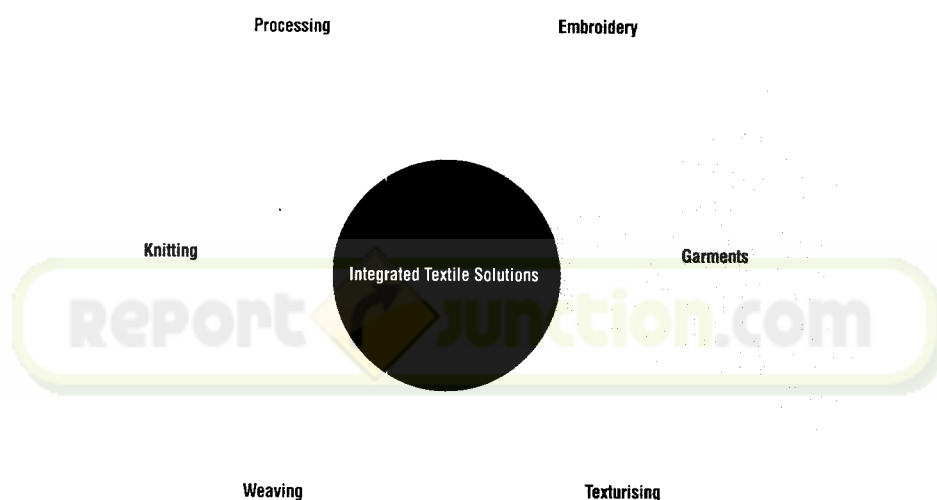 Processing
Embroidery
Knitting
Garments
Integrated Textile Solutions
Report Junction.com
Weaving
Texturising